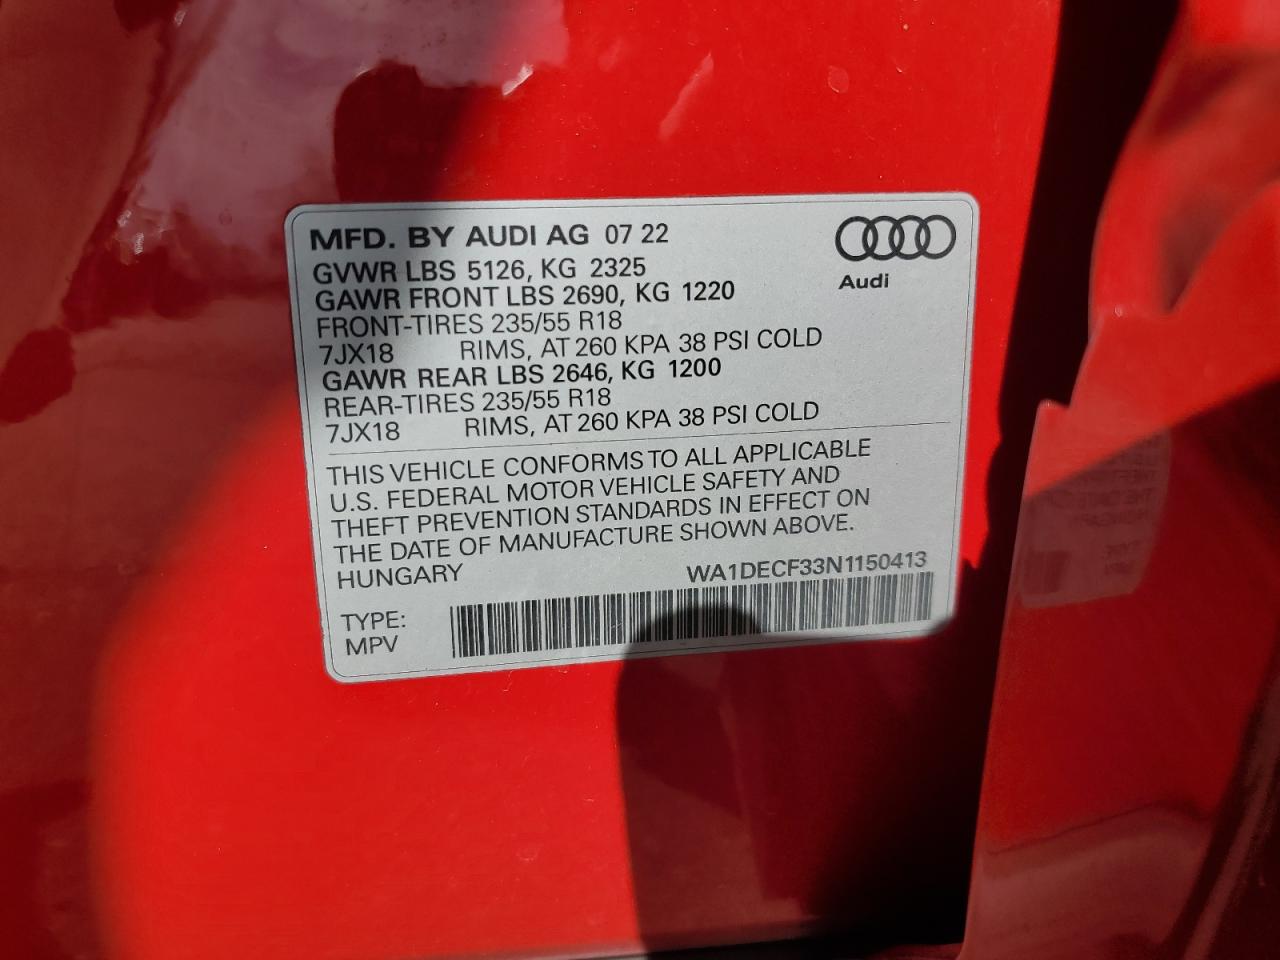 MFD. BY AUDI AG 07 22
Audi
GVWR LBS 5126, KG 2325
GAWR FRONT LBS 2690, KG 1220
FRONT-TIRES 235/55 R18
7JX18 RIMS, AT 260 KPA 38 PSI COLD
GAWR REAR LBS 2646, KG 1200
REAR-TIRES 235/55 R18
7JX18 RIMS, AT 260 KPA 38 PSI COLD
THIS VEHICLE CONFORMS TO ALL APPLICABLE
U.S. FEDERAL MOTOR VEHICLE SAFETY AND
THEFT PREVENTION STANDARDS IN EFFECT ON
THE DATE OF MANUFACTURE SHOWN ABOVE.
HUNGARY WA1DECF33N1150413
TYPE:
MPV